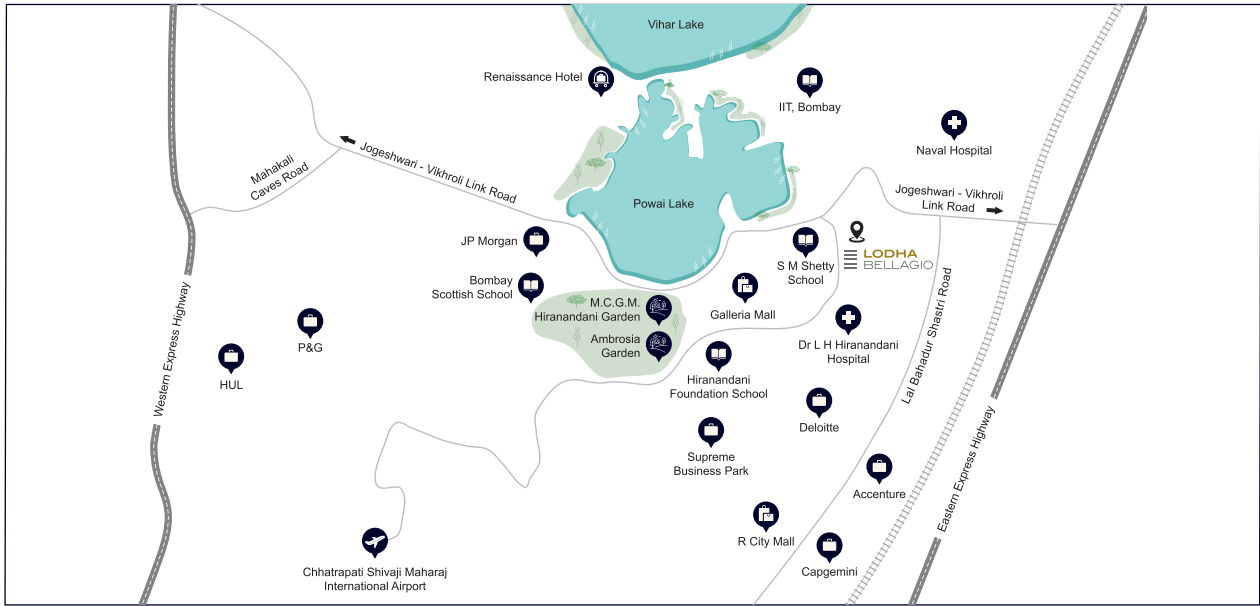 Vihar Lake
Renaissance Hotel
IIT, Bombay
Naval Hospital
Jogeshwari - Vikhroli Link Road
Mahakali
Caves Road
Jogeshwari - Vikhroli
Link Road
Powai Lake
JP Morgan
S M Shetty
School
LODHA
BELLAGIO
Bombay
Scottish School
M.C.G.M.
Hiranandani Garden
Galleria Mall
Ambrosia
Garden
Dr L H Hiranandani
Hospital
Lal Bahadur Shastri Road
Western Express Highway
P&G
HUL
Hiranandani
Foundation School
Deloitte
Supreme
Business Park
Eastern Express Highway
Accenture
R City Mall
Capgemini
Chhatrapati Shivaji Maharaj
International Airport